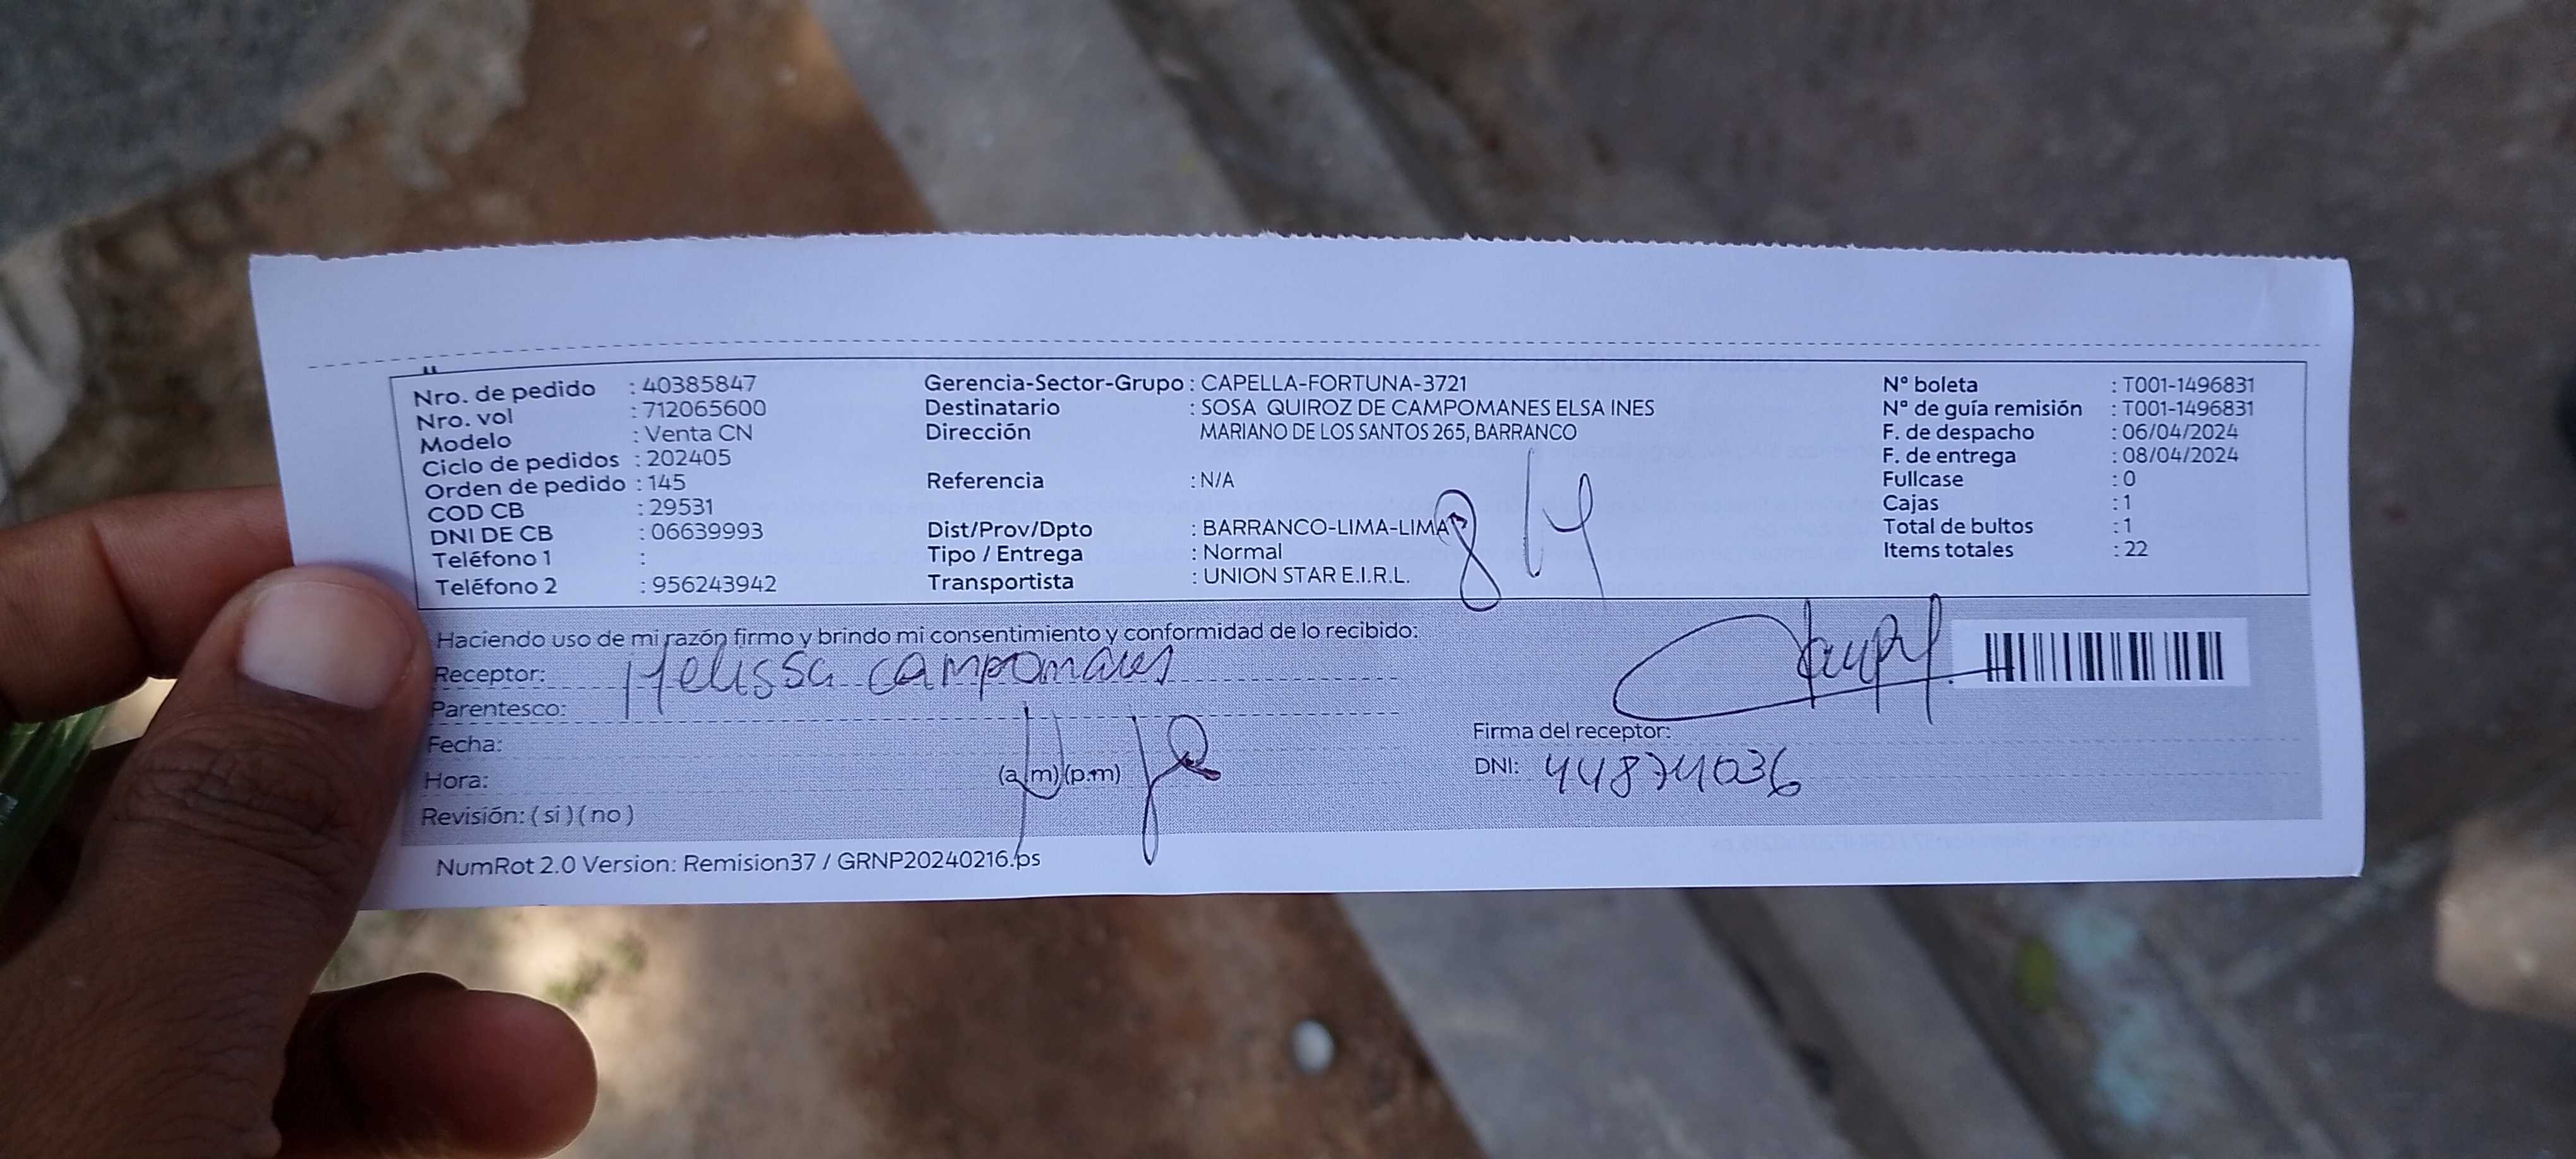 Nro. de pedido : 40385847
Nro. vol : 712065600
Modelo : Venta CN
Ciclo de pedidos : 202405
Orden de pedido : 145
COD CB : 29531
DNI DE CB : 06639993
Teléfono 1 :
Teléfono 2 : 956243942
Gerencia-Sector-Grupo : CAPELLA-FORTUNA-3721
Destinatario : SOSA QUIROZ DE CAMPOMANES ELSA INES
Dirección MARIANO DE LOS SANTOS 265, BARRANCO
Referencia : N/A
Dist/Prov/Dpto : BARRANCO-LIMA-LIMA
Tipo / Entrega : Normal
Transportista : UNION STAR E.I.R.L.
8 14
N° boleta : T001-1496831
N° de guía remisión : T001-1496831
F. de despacho : 06/04/2024
F. de entrega : 08/04/2024
Fullcase : 0
Cajas : 1
Total de bultos : 1
Items totales : 22
Haciendo uso de mi razón firmo y brindo mi consentimiento y conformidad de lo recibido:
Receptor: Melissa Campomanes
Parentesco:
Fecha:
Hora: (a.m) (p.m)
Revisión: ( si ) ( no )
Firma del receptor:
DNI: 44874036
NumRot 2.0 Version: Remision37 / GRNP20240216.ps